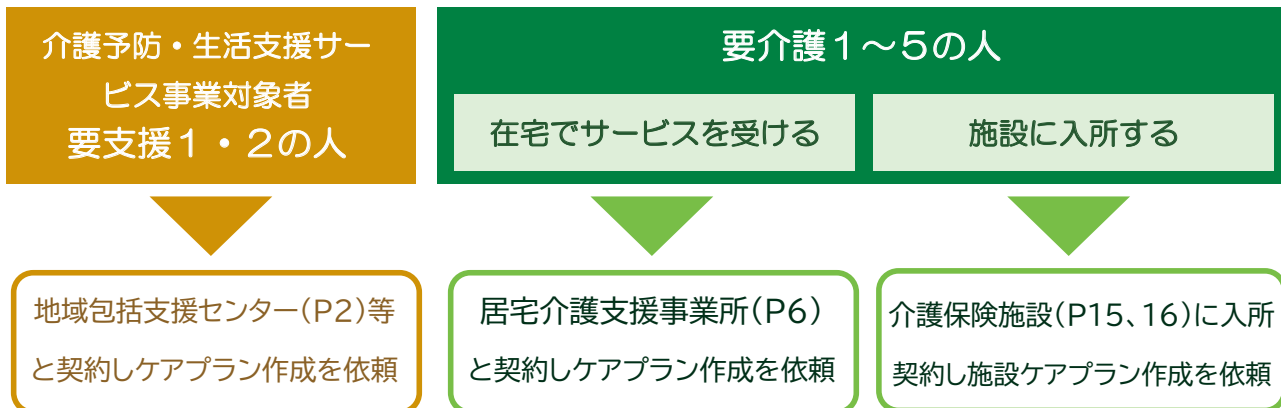 介護予防・生活支援サー
ビス事業対象者
要支援１・２の人
要介護１～５の人
在宅でサービスを受ける
施設に入所する
地域包括支援センター（P2）等
と契約しケアプラン作成を依頼
居宅介護支援事業所（P6）
と契約しケアプラン作成を依頼
介護保険施設（P15、16）に入所
契約し施設ケアプラン作成を依頼